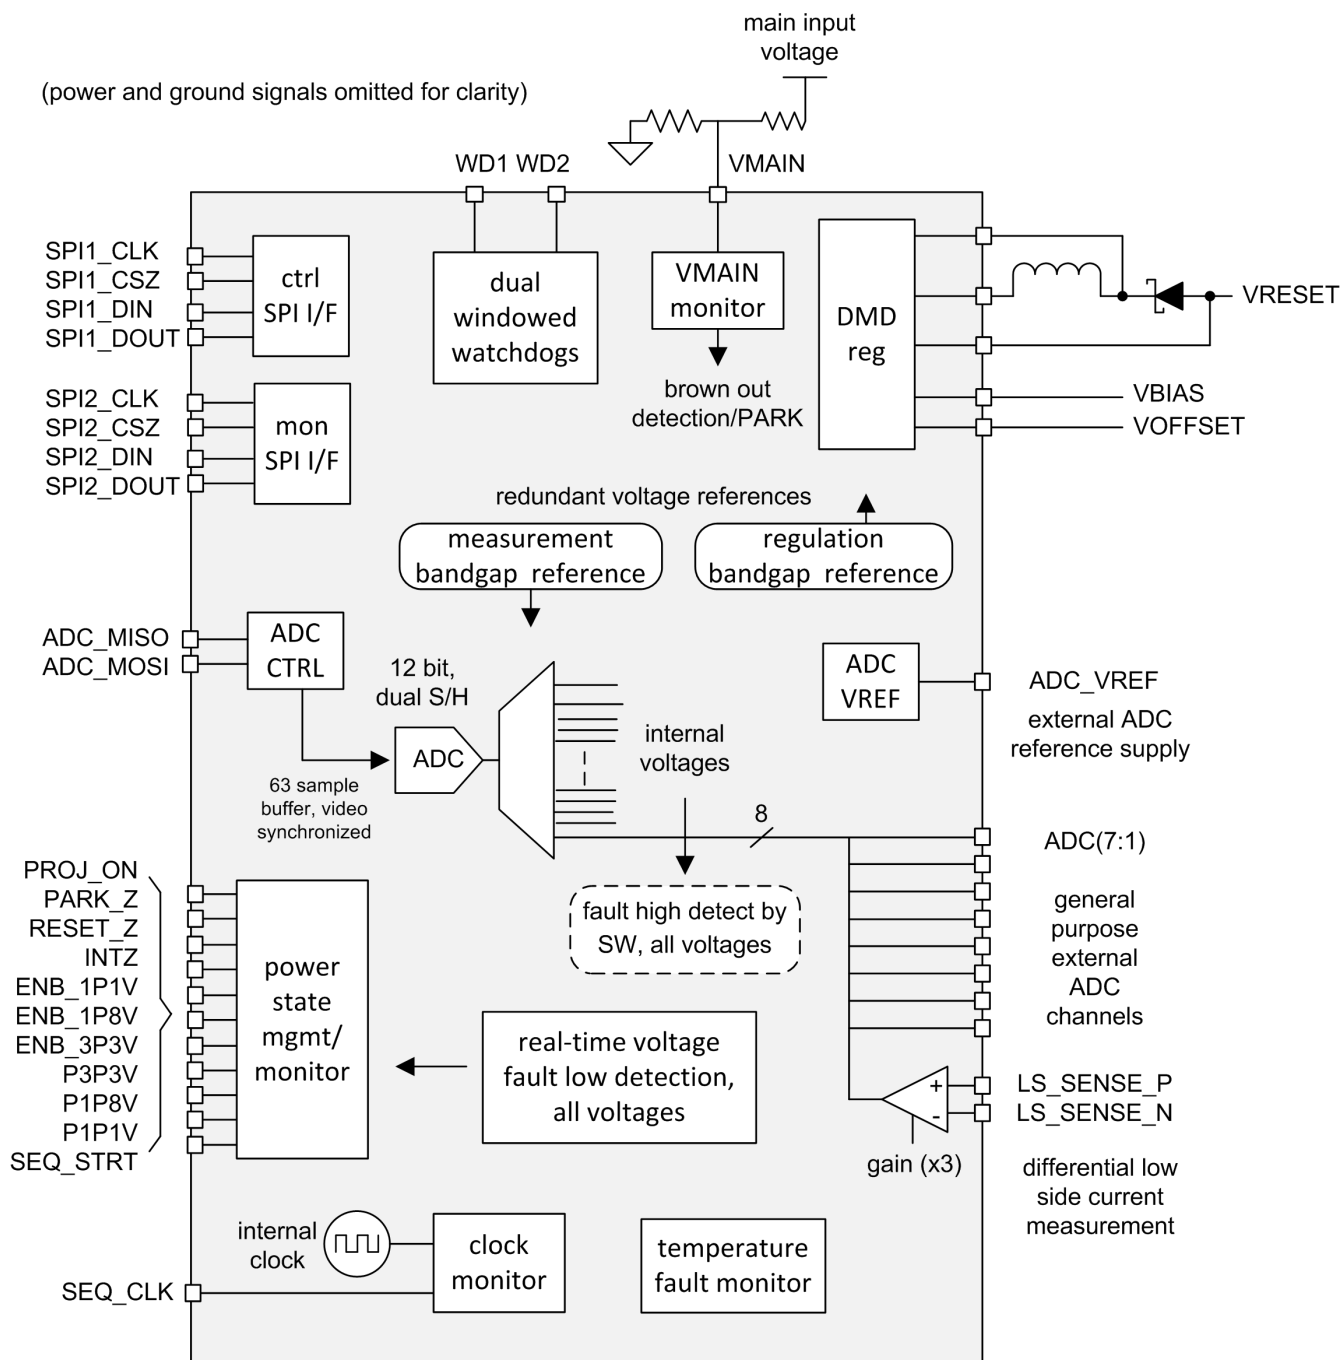 main input
voltage
(power and ground signals omitted for clarity)
WD1 WD2
VMAIN
SPI1_CLK
SPI1_CSZ
SPI1_DIN
SPI1_DOUT
ctrl
SPI I/F
dual
windowed
watchdogs
VMAIN
monitor
brown out
detection/PARK
DMD
reg
VRESET
VBIAS
VOFFSET
SPI2_CLK
SPI2_CSZ
SPI2_DIN
SPI2_DOUT
mon
SPI I/F
redundant voltage references
measurement
bandgap reference
regulation
bandgap reference
ADC_MISO
ADC_MOSI
ADC
CTRL
12 bit,
dual S/H
ADC
63 sample
buffer, video
synchronized
internal
voltages
8
ADC
VREF
ADC_VREF
external ADC
reference supply
ADC(7:1)
general
purpose
external
ADC
channels
fault high detect by
SW, all voltages
PROJ_ON
PARK_Z
RESET_Z
INTZ
ENB_1P1V
ENB_1P8V
ENB_3P3V
P3P3V
P1P8V
P1P1V
SEQ_STRT
power
state
mgmt/
monitor
real-time voltage
fault low detection,
all voltages
+
-
gain (x3)
LS_SENSE_P
LS_SENSE_N
differential low
side current
measurement
internal
clock
clock
monitor
temperature
fault monitor
SEQ_CLK